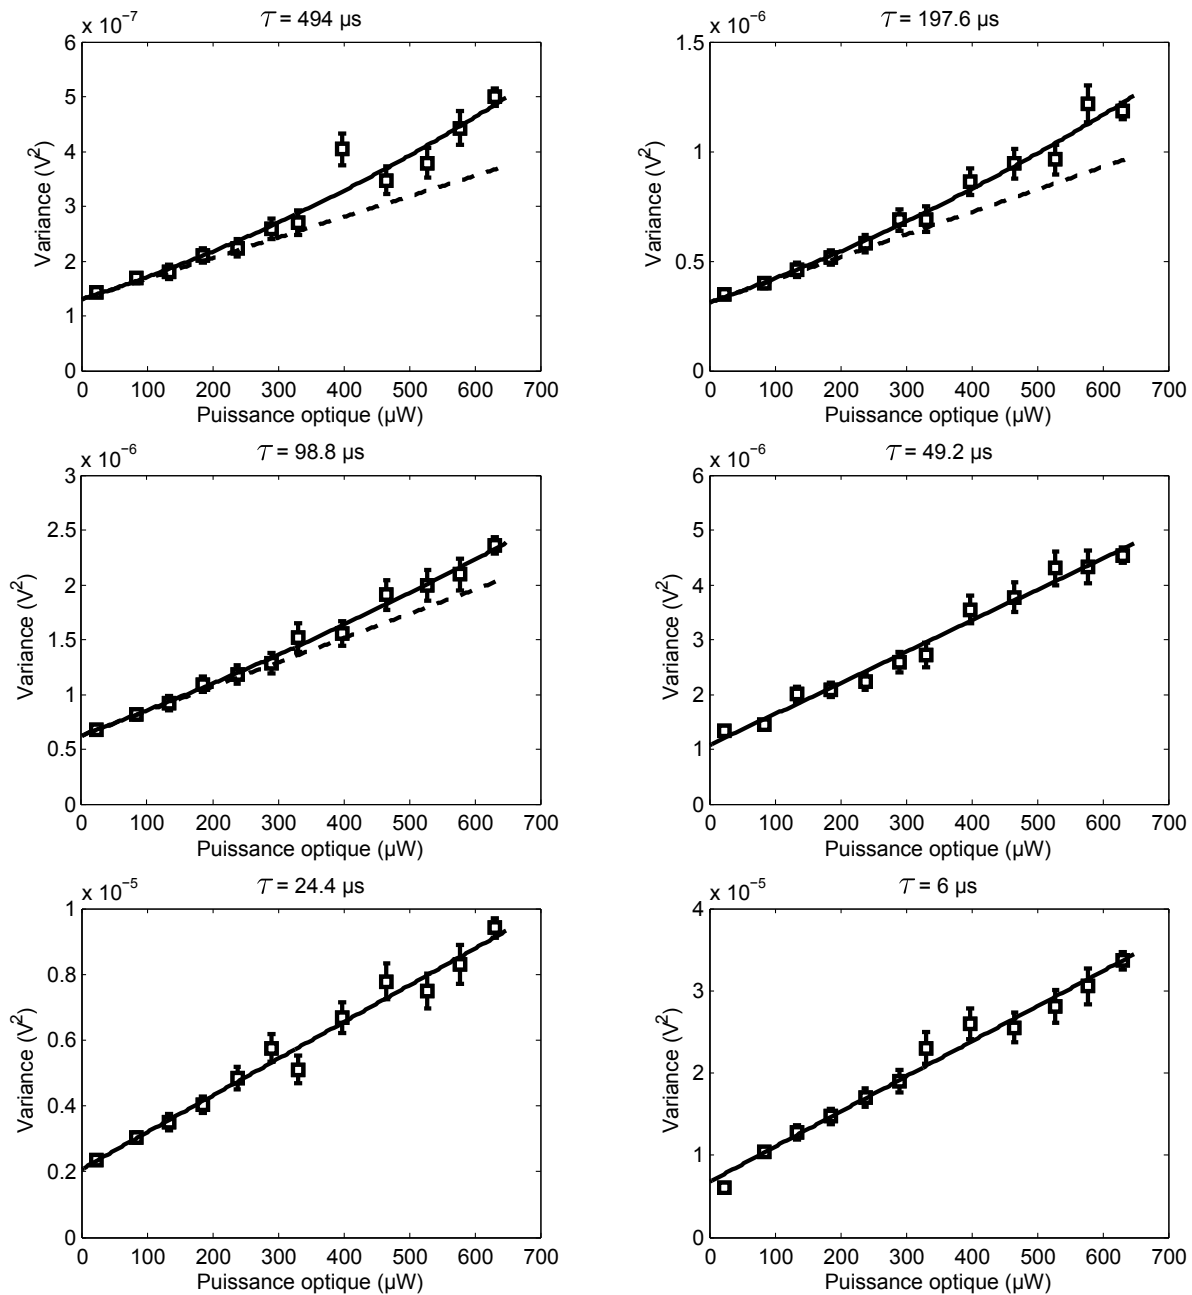 x 10⁻⁷
τ = 494 µs
6
5
4
3
2
1
0
Variance (V²)
0 100 200 300 400 500 600 700
Puissance optique (µW)
x 10⁻⁶
τ = 197.6 µs
1.5
1
0.5
0
Variance (V²)
0 100 200 300 400 500 600 700
Puissance optique (µW)
x 10⁻⁶
τ = 98.8 µs
3
2.5
2
1.5
1
0.5
0
Variance (V²)
0 100 200 300 400 500 600 700
Puissance optique (µW)
x 10⁻⁶
τ = 49.2 µs
6
5
4
3
2
1
0
Variance (V²)
0 100 200 300 400 500 600 700
Puissance optique (µW)
x 10⁻⁵
τ = 24.4 µs
1
0.8
0.6
0.4
0.2
0
Variance (V²)
0 100 200 300 400 500 600 700
Puissance optique (µW)
x 10⁻⁵
τ = 6 µs
4
3
2
1
0
Variance (V²)
0 100 200 300 400 500 600 700
Puissance optique (µW)